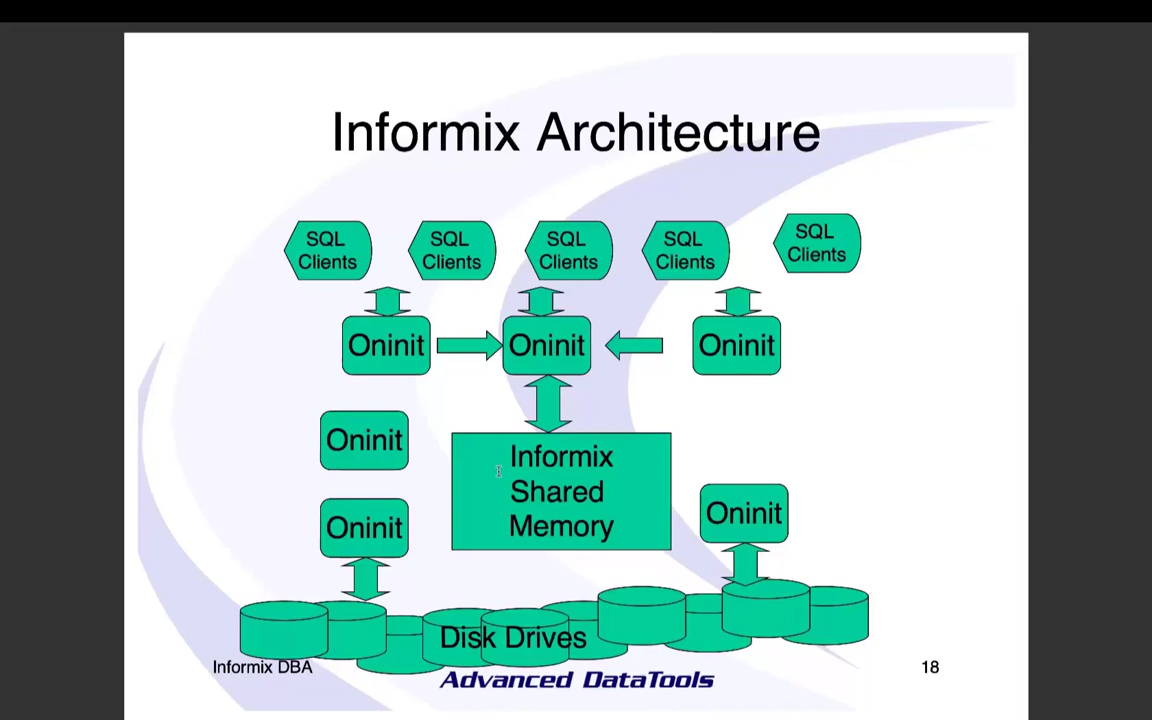 Informix Architecture
SQL
Clients
SQL
Clients
SQL
Clients
SQL
Clients
SQL
Clients
Oninit
Oninit
Oninit
Oninit
Informix
Shared
Memory
Oninit
Oninit
Disk Drives
Informix DBA
Advanced DataTools
18